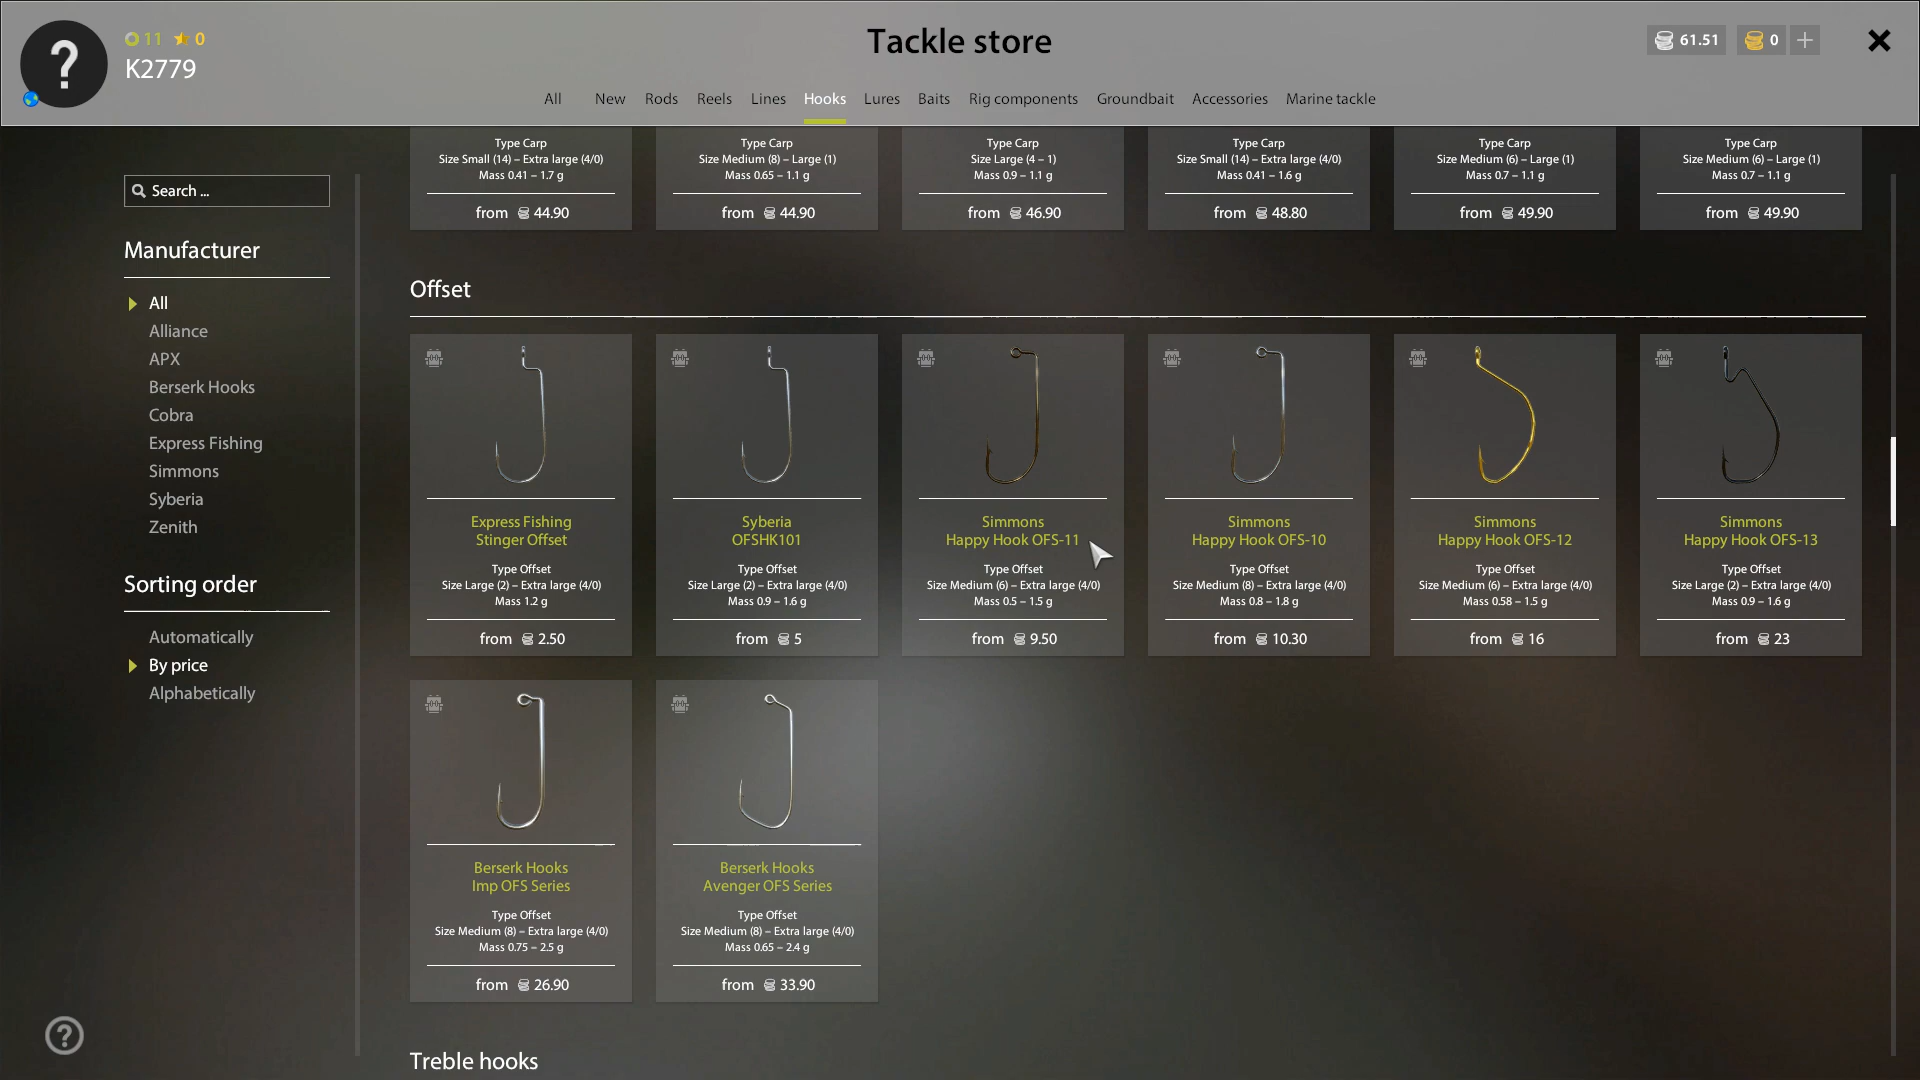 11 0
K2779
Tackle store
61.51
0
All New Rods Reels Lines Hooks Lures Baits Rig components Groundbait Accessories Marine tackle
Search ...
Manufacturer
All
Alliance
APX
Berserk Hooks
Cobra
Express Fishing
Simmons
Syberia
Zenith
Sorting order
Automatically
By price
Alphabetically
Type Carp
Size Small (14) – Extra large (4/0)
Mass 0.41 – 1.7 g
from 44.90
Type Carp
Size Medium (8) – Large (1)
Mass 0.65 – 1.1 g
from 44.90
Type Carp
Size Large (4 – 1)
Mass 0.9 – 1.1 g
from 46.90
Type Carp
Size Small (14) – Extra large (4/0)
Mass 0.41 – 1.6 g
from 48.80
Type Carp
Size Medium (6) – Large (1)
Mass 0.7 – 1.1 g
from 49.90
Type Carp
Size Medium (6) – Large (1)
Mass 0.7 – 1.1 g
from 49.90
Offset
Express Fishing
Stinger Offset
Type Offset
Size Large (2) – Extra large (4/0)
Mass 1.2 g
from 2.50
Syberia
OFSHK101
Type Offset
Size Large (2) – Extra large (4/0)
Mass 0.9 – 1.6 g
from 5
Simmons
Happy Hook OFS-11
Type Offset
Size Medium (6) – Extra large (4/0)
Mass 0.5 – 1.5 g
from 9.50
Simmons
Happy Hook OFS-10
Type Offset
Size Medium (8) – Extra large (4/0)
Mass 0.8 – 1.8 g
from 10.30
Simmons
Happy Hook OFS-12
Type Offset
Size Medium (6) – Extra large (4/0)
Mass 0.58 – 1.5 g
from 16
Simmons
Happy Hook OFS-13
Type Offset
Size Large (2) – Extra large (4/0)
Mass 0.9 – 1.6 g
from 23
Berserk Hooks
Imp OFS Series
Type Offset
Size Medium (8) – Extra large (4/0)
Mass 0.75 – 2.5 g
from 26.90
Berserk Hooks
Avenger OFS Series
Type Offset
Size Medium (8) – Extra large (4/0)
Mass 0.65 – 2.4 g
from 33.90
Treble hooks